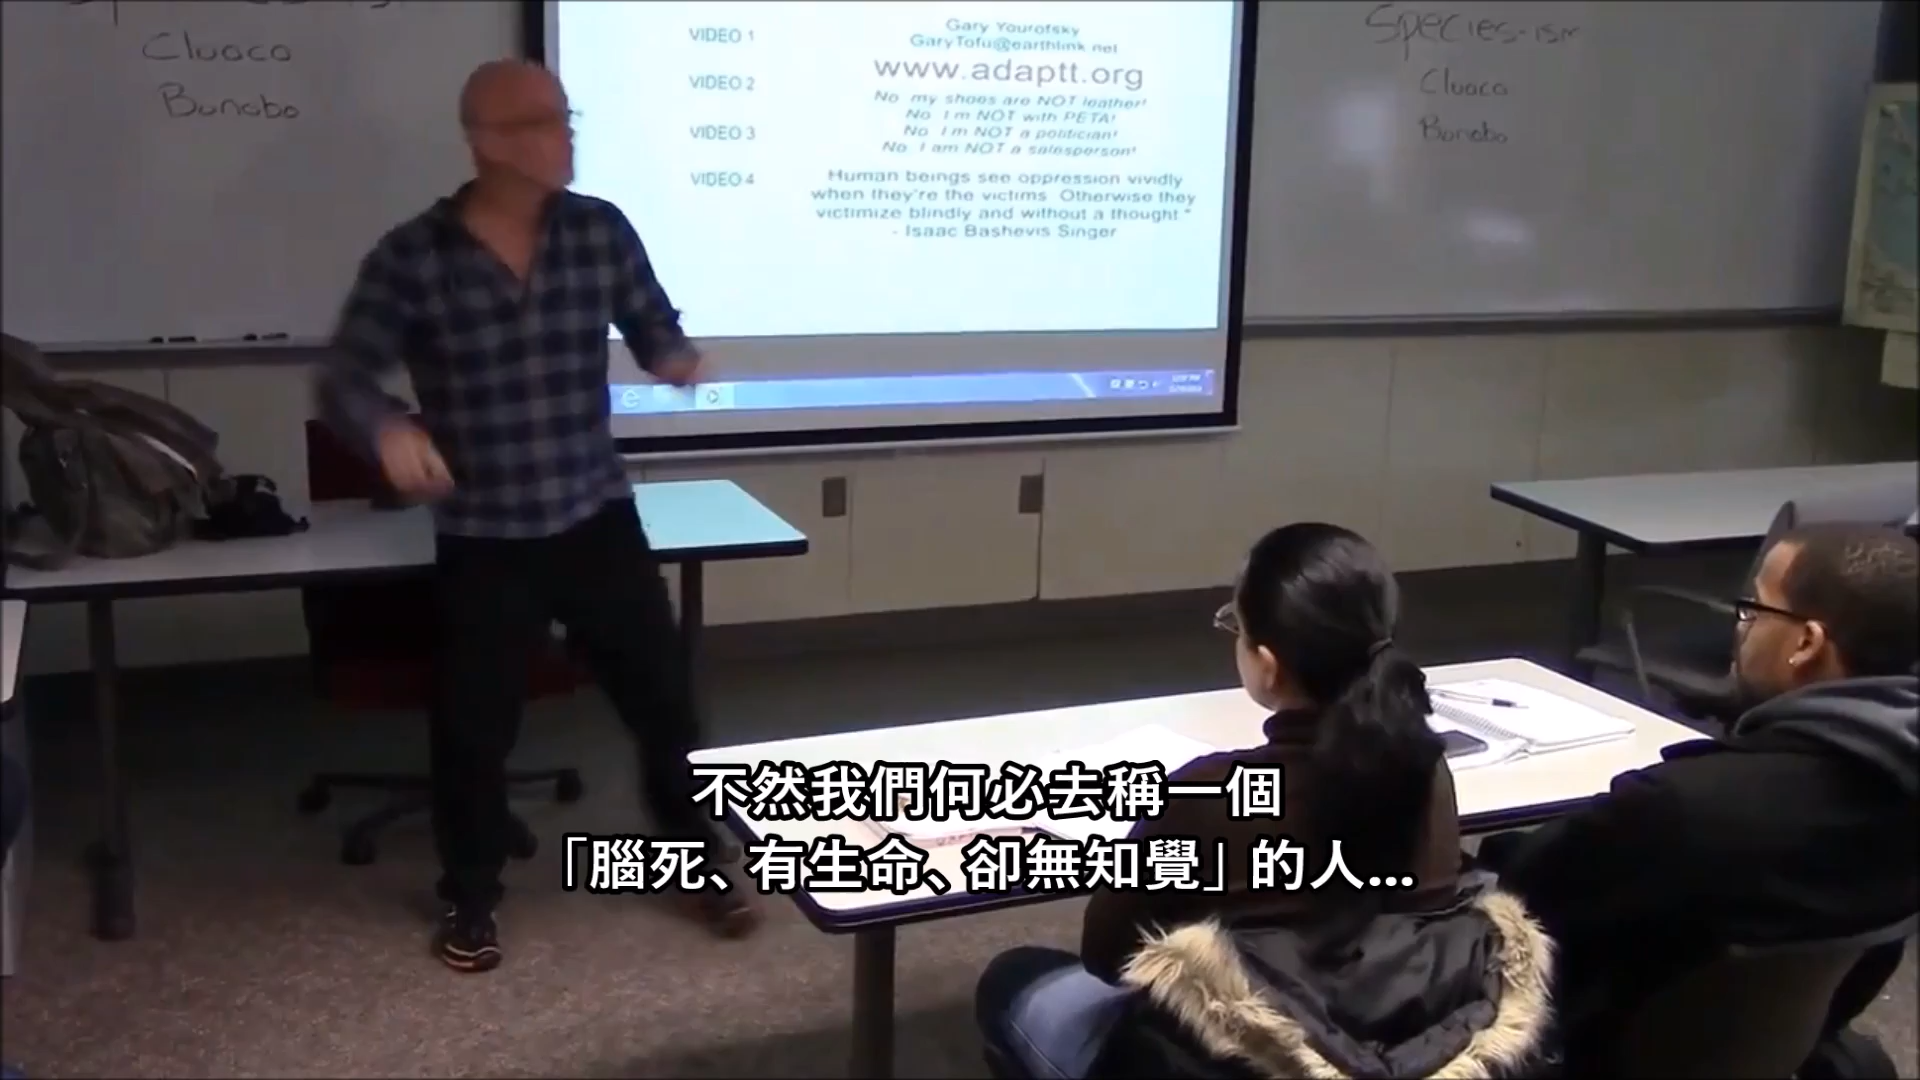 Cluaca
Bonobo
VIDEO 1
VIDEO 2
VIDEO 3
VIDEO 4
Gary Yourofsky
GaryTofu@earthlink.net
www.adaptt.org
No, my shoes are NOT leather!
No, I'm NOT with PETA!
No, I'm NOT a politician!
No, I am NOT a salesperson!
Human beings see oppression vividly
when they're the victims. Otherwise they
victimize blindly and without a thought."
- Isaac Bashevis Singer
Species-ism
Cluaca
Bonobo
不然我們何必去稱一個
「腦死、有生命、卻無知覺」的人...